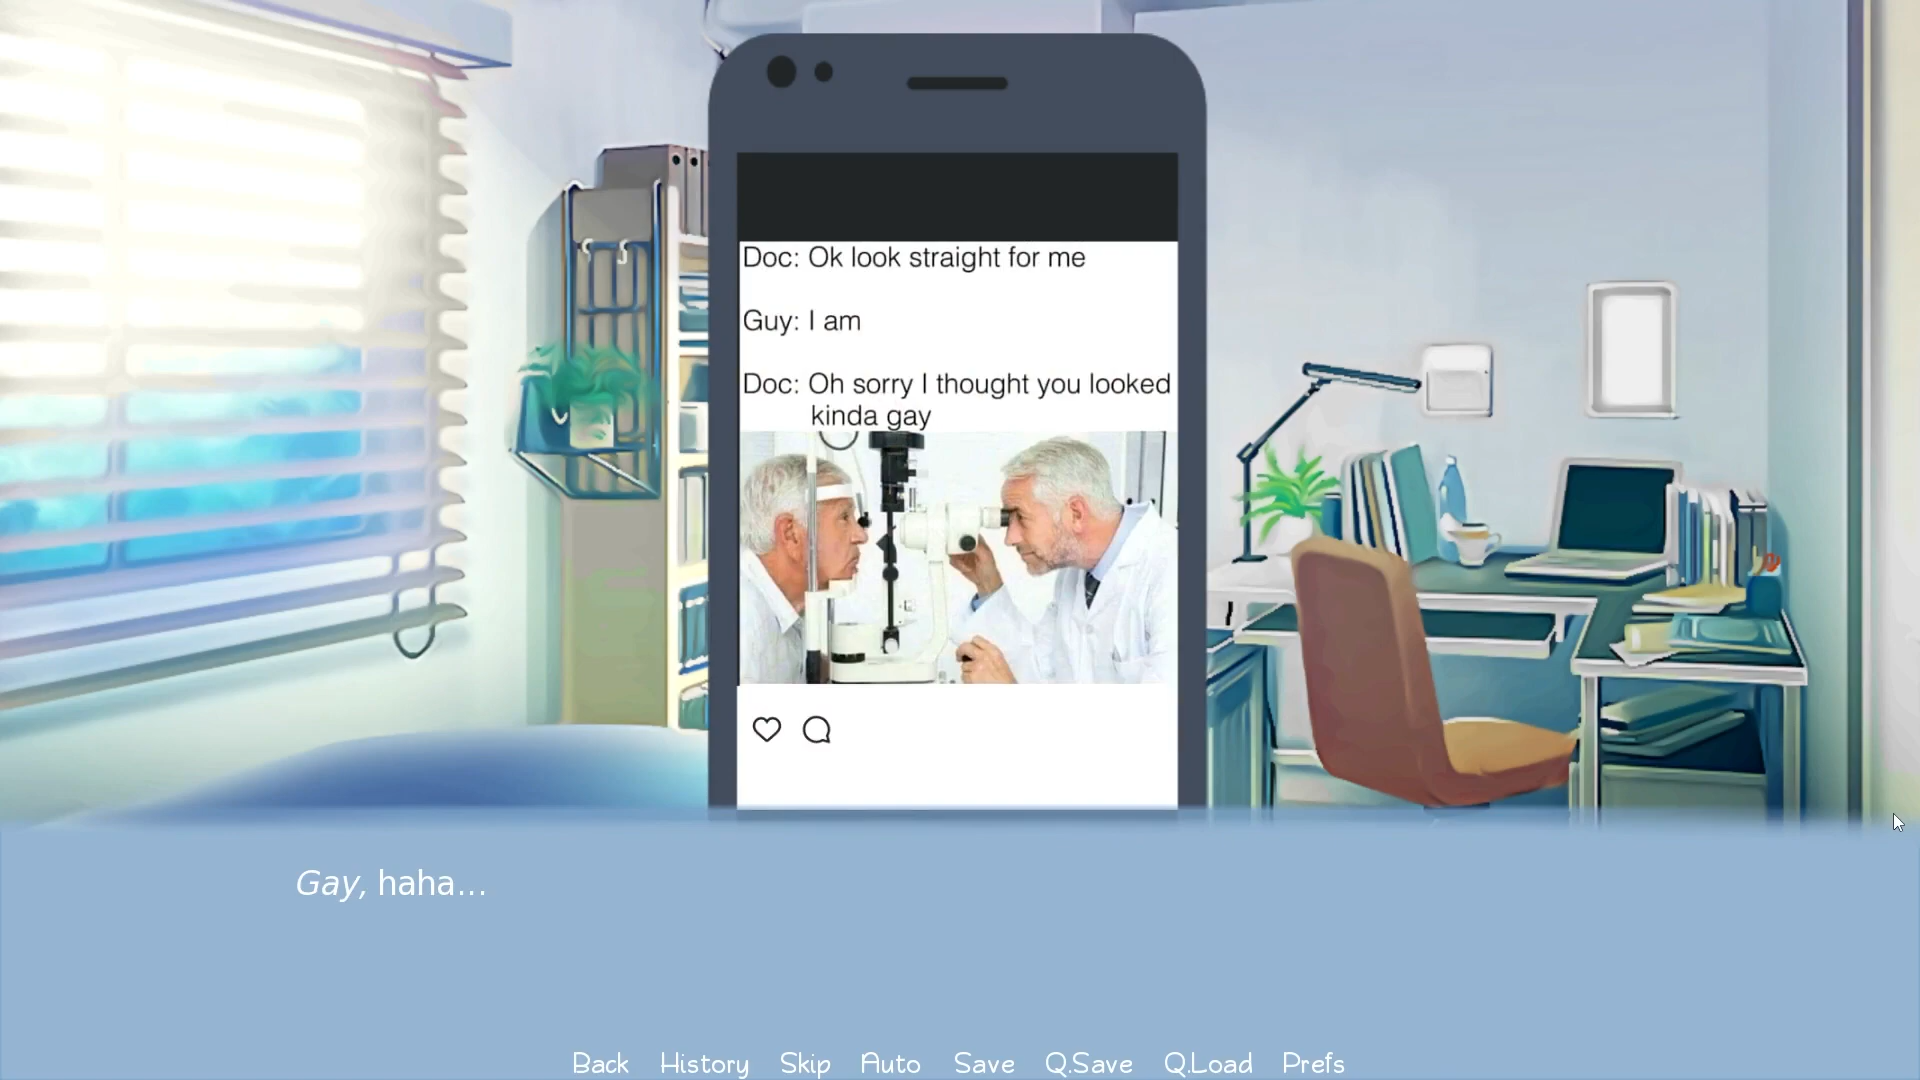 Doc: Ok look straight for me
Guy: I am
Doc: Oh sorry I thought you looked
kinda gay
Gay, haha...
Back History Skip Auto Save Q.Save Q.Load Prefs